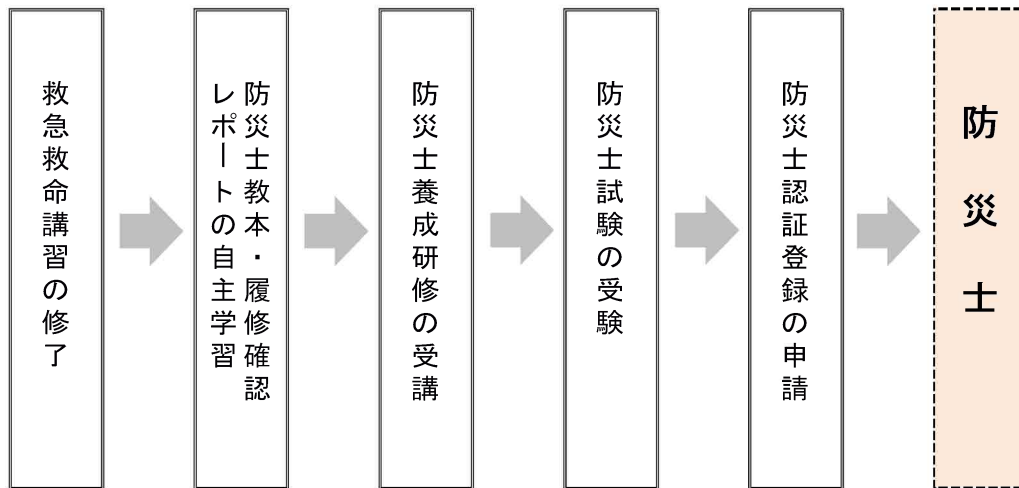 救急救命講習の修了
防災士教本・履修確認
レポートの自主学習
防災士養成研修の受講
防災士試験の受験
防災士認証登録の申請
防災士